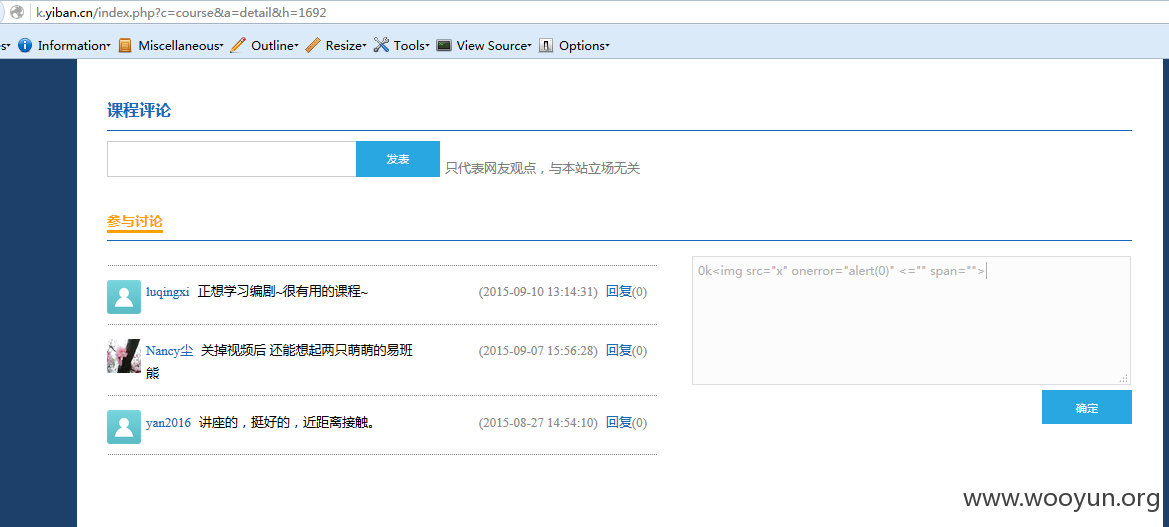 k.yiban.cn/index.php?c=course&a=detail&h=1692
s▾ Information▾ Miscellaneous▾ Outline▾ Resize▾ Tools▾ View Source▾ Options▾
课程评论
发表 只代表网友观点，与本站立场无关
参与讨论
luqingxi 正想学习编剧~很有用的课程~ (2015-09-10 13:14:31) 回复(0)
Nancy尘 关掉视频后 还能想起两只萌萌的易班
熊 (2015-09-07 15:56:28) 回复(0)
yan2016 讲座的，挺好的，近距离接触。 (2015-08-27 14:54:10) 回复(0)
0k<img src="x" onerror="alert(0)" <="" span="">
确定
www.wooyun.org